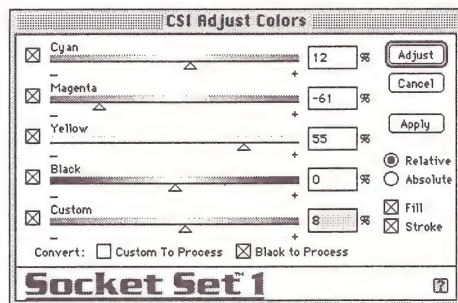 CSI Adjust Colors
Cyan 12 % Adjust
- +
Magenta -61 % Cancel
- +
Yellow 55 % Apply
- +
Black 0 % Relative
- + Absolute
Custom 8 % Fill
- + Stroke
Convert: Custom To Process Black to Process
Socket Set™ 1 ?